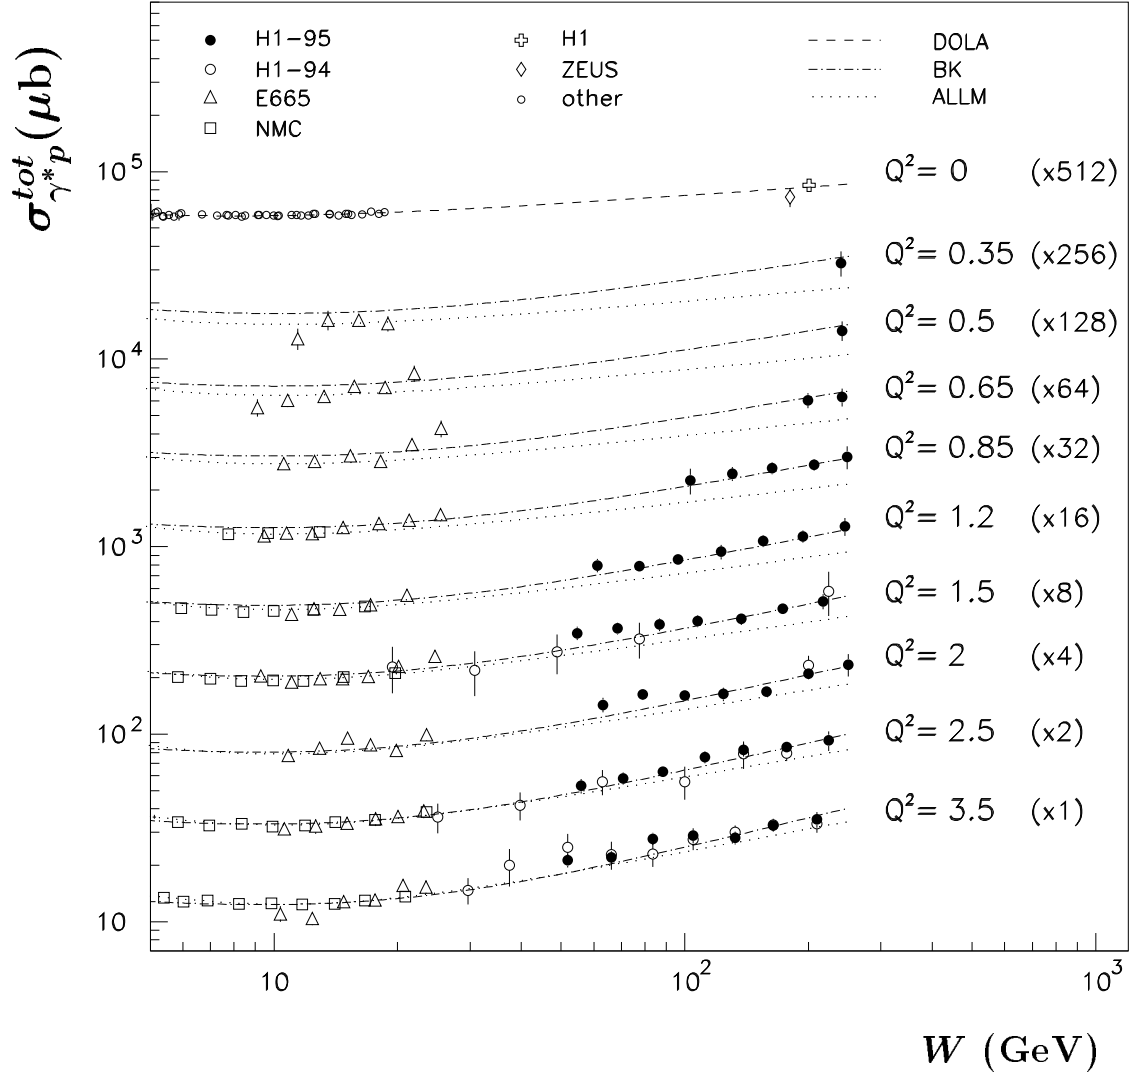 σ^{tot}_{γ*p}(μb)
H1−95
H1−94
E665
NMC
H1
ZEUS
other
DOLA
BK
ALLM
10^5
10^4
10^3
10^2
10
Q²= 0 (x512)
Q²= 0.35 (x256)
Q²= 0.5 (x128)
Q²= 0.65 (x64)
Q²= 0.85 (x32)
Q²= 1.2 (x16)
Q²= 1.5 (x8)
Q²= 2 (x4)
Q²= 2.5 (x2)
Q²= 3.5 (x1)
10 10^2 10^3
W (GeV)